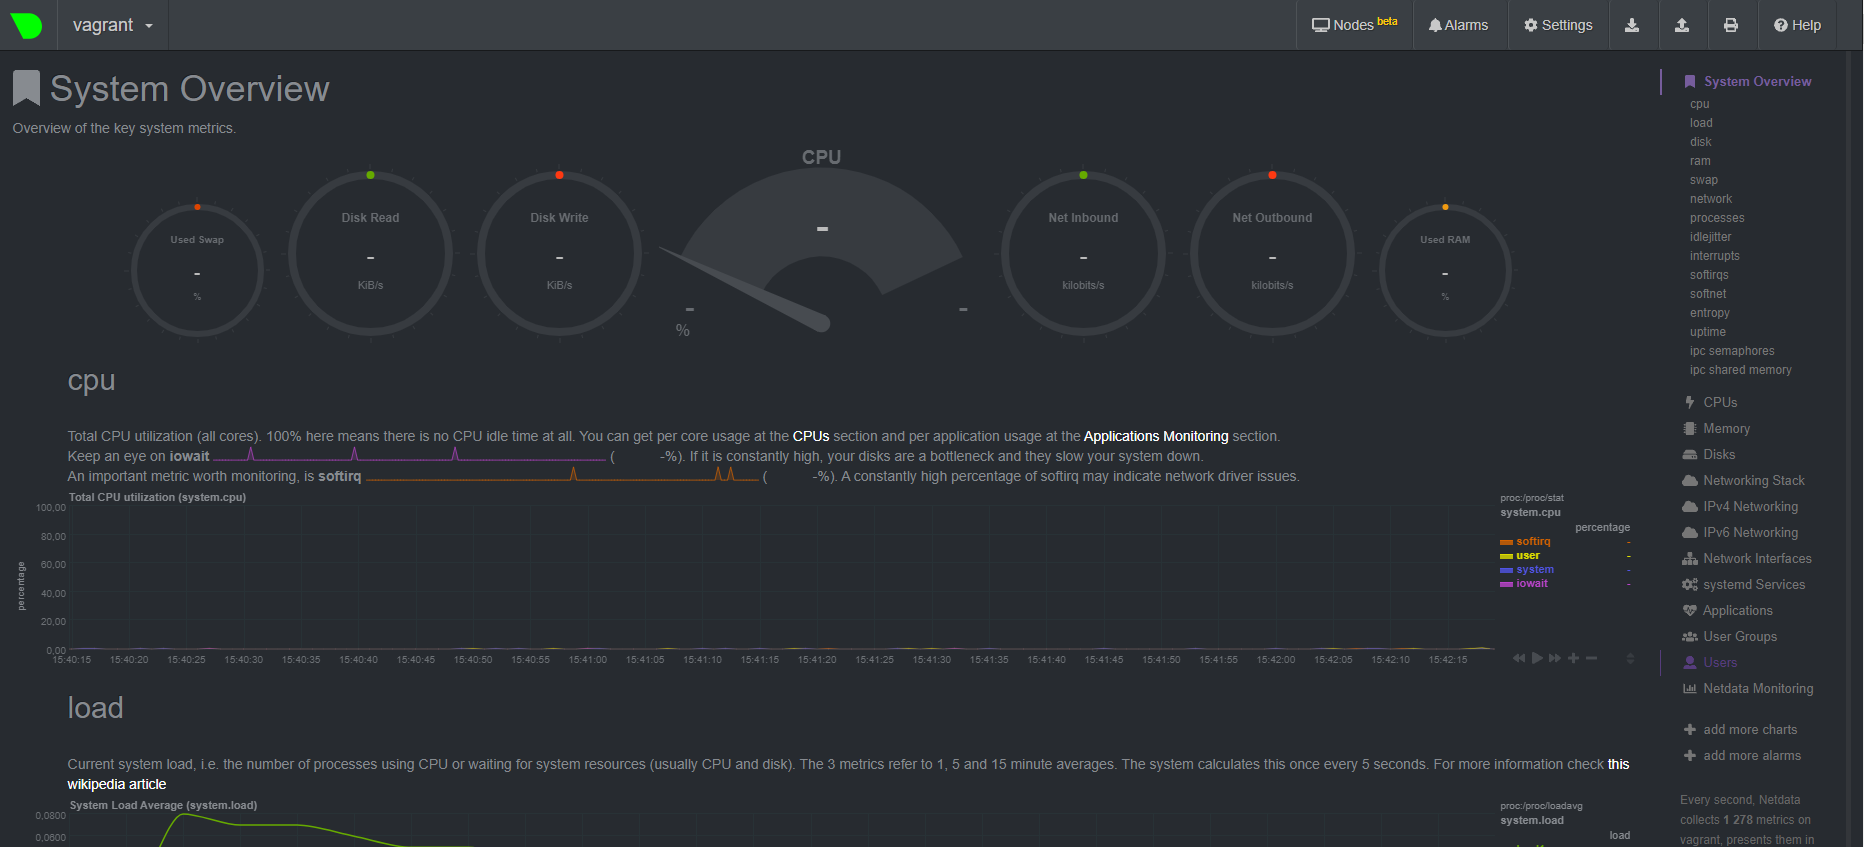 vagrant
Nodes beta
Alarms
Settings
Help
System Overview
Overview of the key system metrics.
Used Swap
-
%
Disk Read
-
KiB/s
Disk Write
-
KiB/s
CPU
-
-
-
%
Net Inbound
-
kilobits/s
Net Outbound
-
kilobits/s
Used RAM
-
%
cpu
Total CPU utilization (all cores). 100% here means there is no CPU idle time at all. You can get per core usage at the CPUs section and per application usage at the Applications Monitoring section.
Keep an eye on iowait ( -%). If it is constantly high, your disks are a bottleneck and they slow your system down.
An important metric worth monitoring, is softirq ( -%). A constantly high percentage of softirq may indicate network driver issues.
Total CPU utilization (system.cpu)
percentage
100,00
80,00
60,00
40,00
20,00
0,00
15:40:15 15:40:20 15:40:25 15:40:30 15:40:35 15:40:40 15:40:45 15:40:50 15:40:55 15:41:00 15:41:05 15:41:10 15:41:15 15:41:20 15:41:25 15:41:30 15:41:35 15:41:40 15:41:45 15:41:50 15:41:55 15:42:00 15:42:05 15:42:10 15:42:15
proc:/proc/stat
system.cpu
percentage
softirq -
user -
system -
iowait -
load
Current system load, i.e. the number of processes using CPU or waiting for system resources (usually CPU and disk). The 3 metrics refer to 1, 5 and 15 minute averages. The system calculates this once every 5 seconds. For more information check this
wikipedia article
System Load Average (system.load)
0,0800
0,0600
proc:/proc/loadavg
system.load
load
System Overview
cpu
load
disk
ram
swap
network
processes
idlejitter
interrupts
softirqs
softnet
entropy
uptime
ipc semaphores
ipc shared memory
CPUs
Memory
Disks
Networking Stack
IPv4 Networking
IPv6 Networking
Network Interfaces
systemd Services
Applications
User Groups
Users
Netdata Monitoring
add more charts
add more alarms
Every second, Netdata
collects 1 278 metrics on
vagrant, presents them in